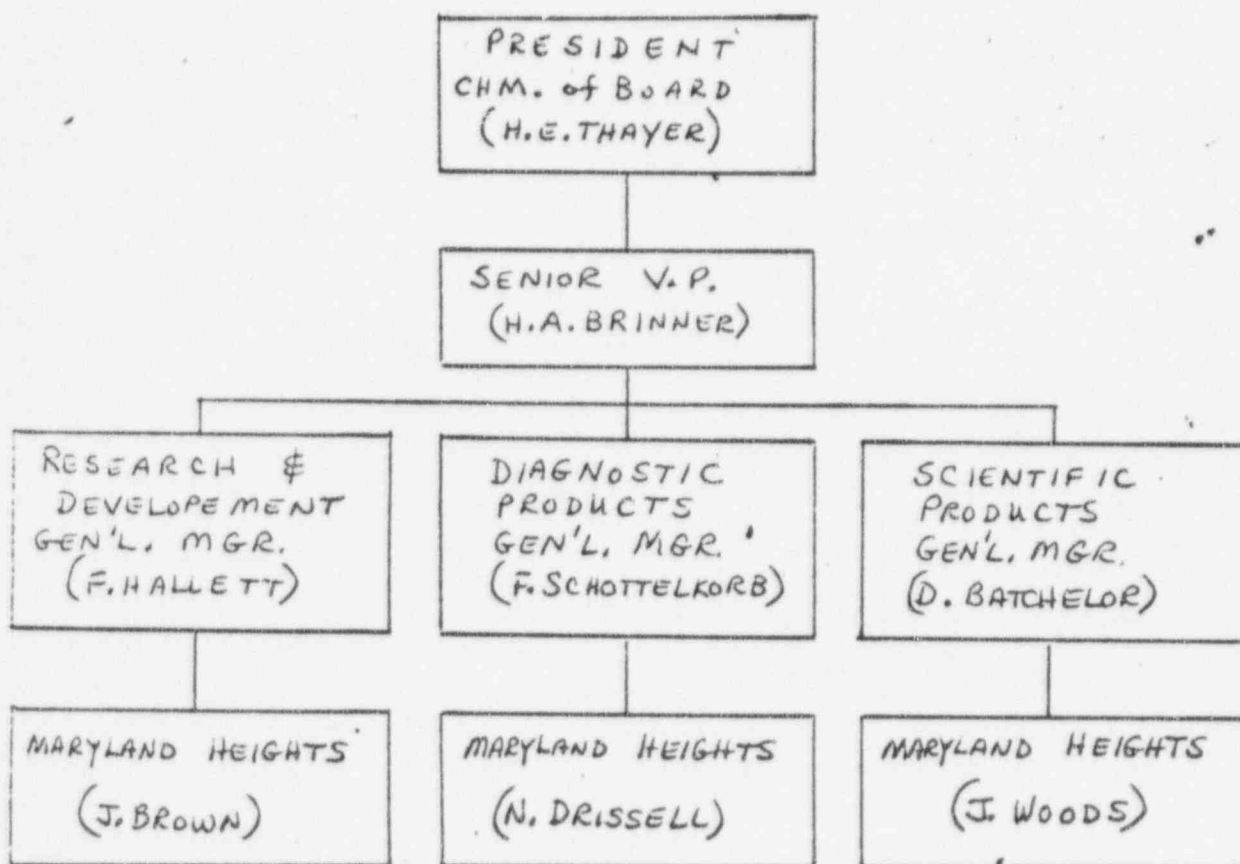 PRESIDENT
CHM. of BOARD
(H.E. THAYER)
SENIOR V.P.
(H.A. BRINNER)
RESEARCH &
DEVELOPEMENT
GEN'L. MGR.
(F. HALLETT)
DIAGNOSTIC
PRODUCTS
GEN'L. MGR.
(F. SCHOTTELKORB)
SCIENTIFIC
PRODUCTS
GEN'L. MGR.
(D. BATCHELOR)
MARYLAND HEIGHTS
(J. BROWN)
MARYLAND HEIGHTS
(N. DRISSELL)
MARYLAND HEIGHTS
(J. WOODS)